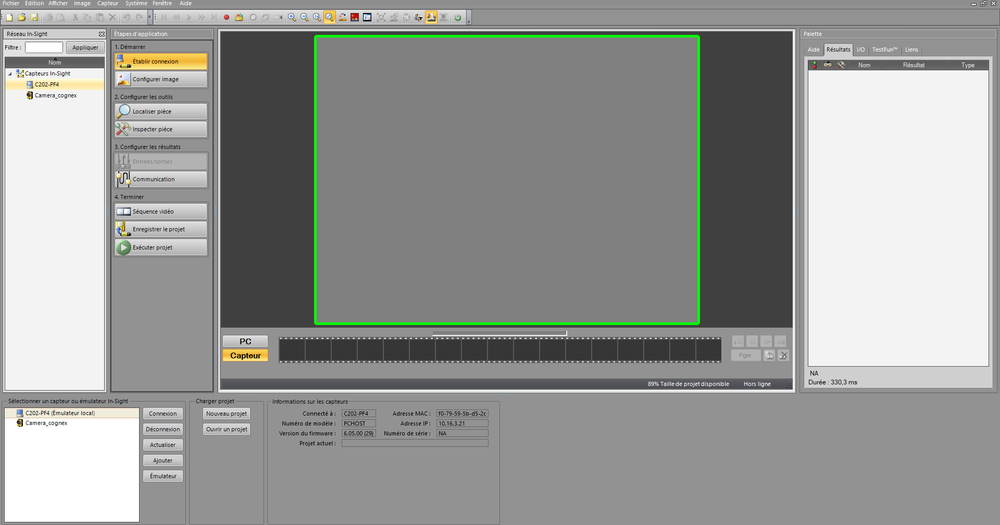 Fichier Edition Afficher Image Capteur Système Fenêtre Aide
Réseau In-Sight
Filtre :
Appliquer
Nom
Capteurs In-Sight
C202-PF4
Camera_cognex
Étapes d'application
1. Démarrer
Établir connexion
Configurer image
2. Configurer les outils
Localiser pièce
Inspecter pièce
3. Configurer les résultats
Entrées/sorties
Communication
4. Terminer
Séquence vidéo
Enregistrer le projet
Exécuter projet
PC
Capteur
Figer
89% Taille de projet disponible Hors ligne
Palette
Aide Résultats I/O TestRun™ Liens
Nom Résultat Type
NA
Durée : 330,3 ms
Sélectionner un capteur ou émulateur In-Sight
C202-PF4 (Émulateur local)
Camera_cognex
Connexion
Déconnexion
Actualiser
Ajouter
Émulateur
Charger projet
Nouveau projet
Ouvrir un projet
Informations sur les capteurs
Connecté à : C202-PF4 Adresse MAC : f0-79-59-5b-d5-2c
Numéro de modèle : PCHOST Adresse IP : 10.16.3.21
Version du firmware : 6.05.00 (29) Numéro de série : NA
Projet actuel :